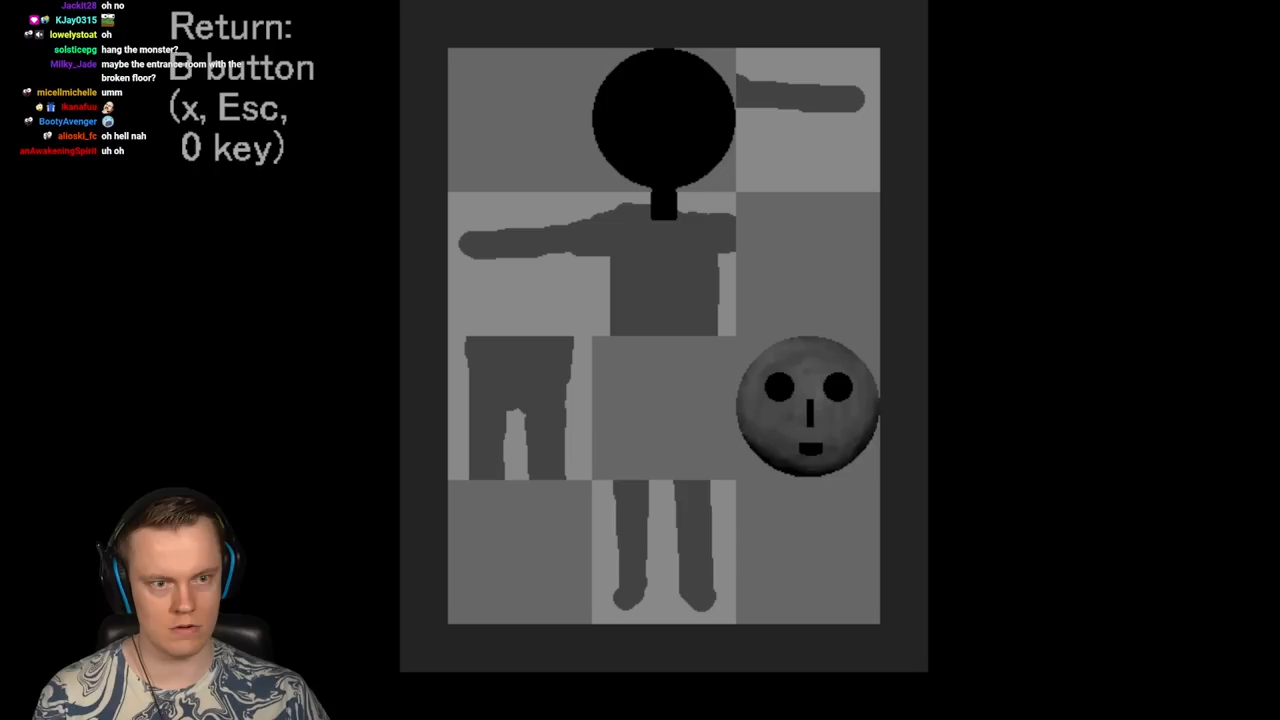 Jackit28 oh no
KJay0315
lowelystoat oh
solsticepg hang the monster?
Milky_Jade maybe the entrance room with the
broken floor?
micellmichelle umm
ikanafuu
BootyAvenger
alioski_fc oh hell nah
anAwakeningSpirit uh oh
Return:
B button
(x, Esc,
0 key)